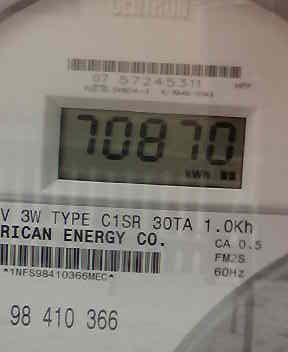 CENTRON
07 57245311
70870
kWh
V 3W TYPE C1SR 30TA 1.0Kh
RICAN ENERGY CO.
CA 0.5
FM2S
*1NFS98410366MEC*
60Hz
98 410 366